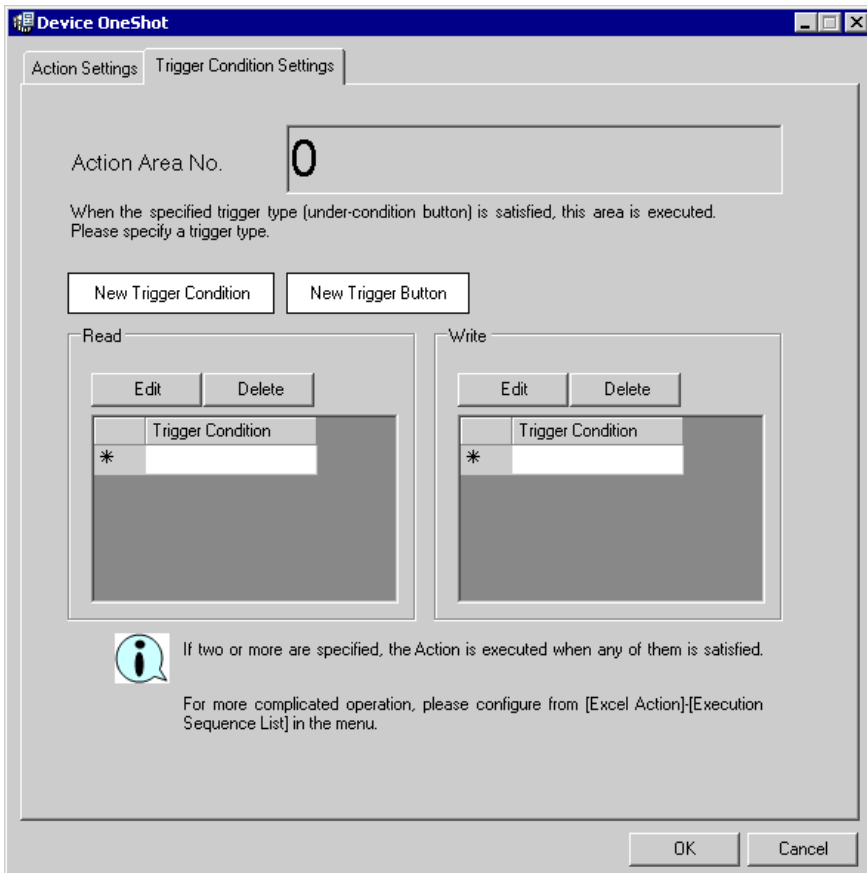 Device OneShot
Action Settings
Trigger Condition Settings
Action Area No.
0
When the specified trigger type (under-condition button) is satisfied, this area is executed.
Please specify a trigger type.
New Trigger Condition
New Trigger Button
Read
Write
Edit
Delete
Edit
Delete
Trigger Condition
Trigger Condition
If two or more are specified, the Action is executed when any of them is satisfied.
For more complicated operation, please configure from [Excel Action]-[Execution
Sequence List] in the menu.
OK
Cancel